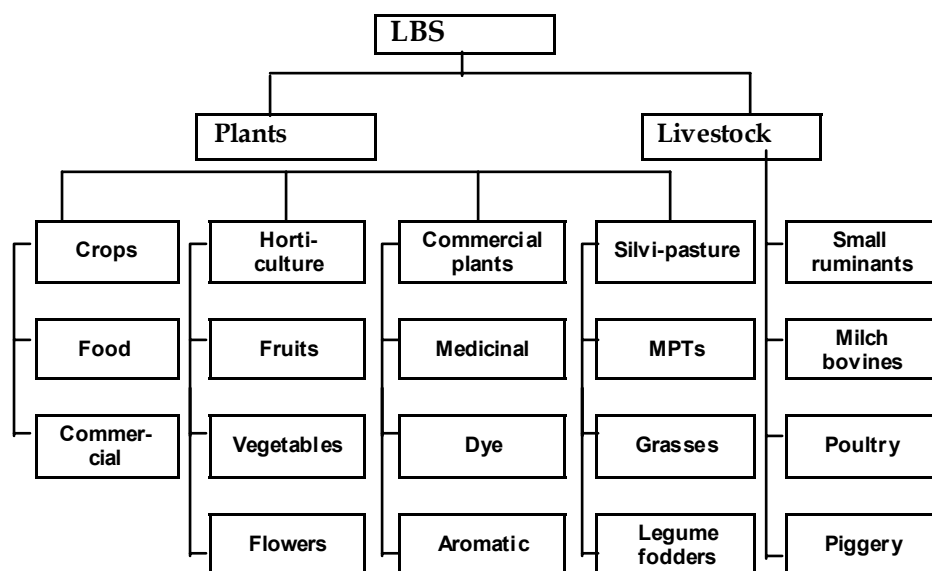 LBS
Plants
Livestock
Crops
Horti-
culture
Commercial
plants
Silvi-pasture
Small
ruminants
Food
Fruits
Medicinal
MPTs
Milch
bovines
Commer-
cial
Vegetables
Dye
Grasses
Poultry
Flowers
Aromatic
Legume
fodders
Piggery